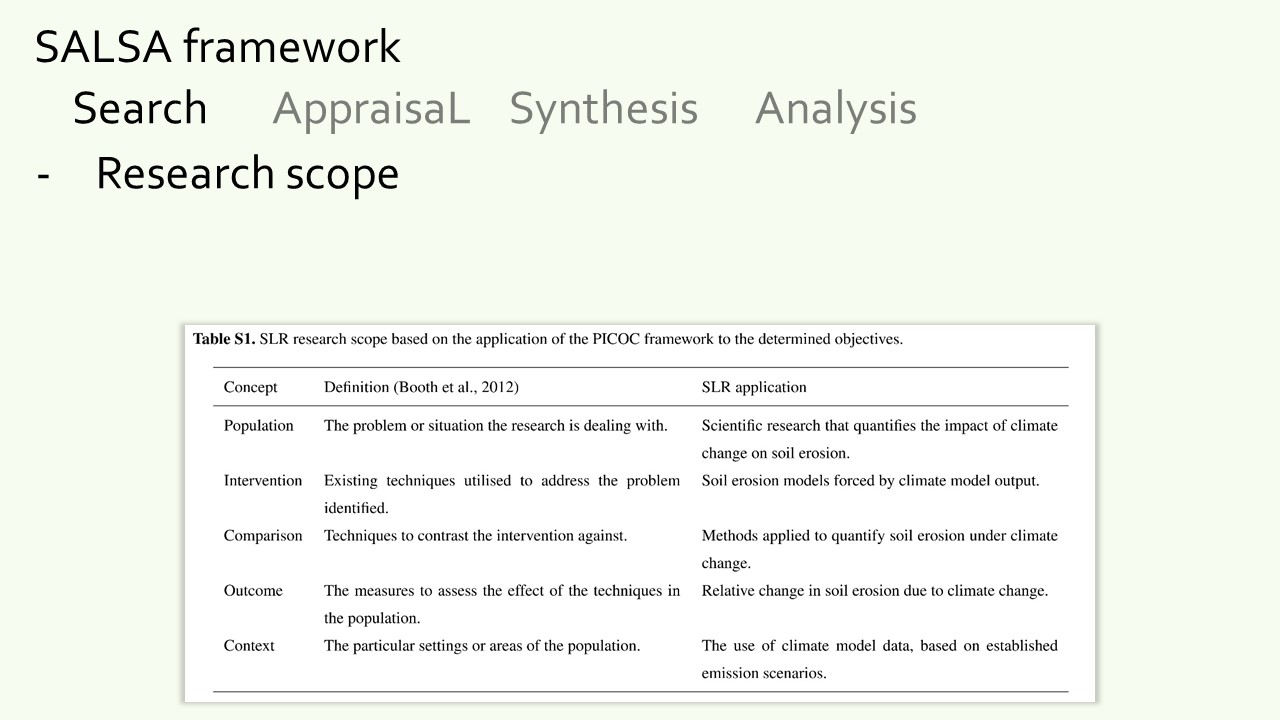 SALSA framework
Search AppraisaL Synthesis Analysis
- Research scope
Table S1. SLR research scope based on the application of the PICOC framework to the determined objectives.
Concept Definition (Booth et al., 2012) SLR application
Population The problem or situation the research is dealing with. Scientific research that quantifies the impact of climate
change on soil erosion.
Intervention Existing techniques utilised to address the problem Soil erosion models forced by climate model output.
identified.
Comparison Techniques to contrast the intervention against. Methods applied to quantify soil erosion under climate
change.
Outcome The measures to assess the effect of the techniques in Relative change in soil erosion due to climate change.
the population.
Context The particular settings or areas of the population. The use of climate model data, based on established
emission scenarios.